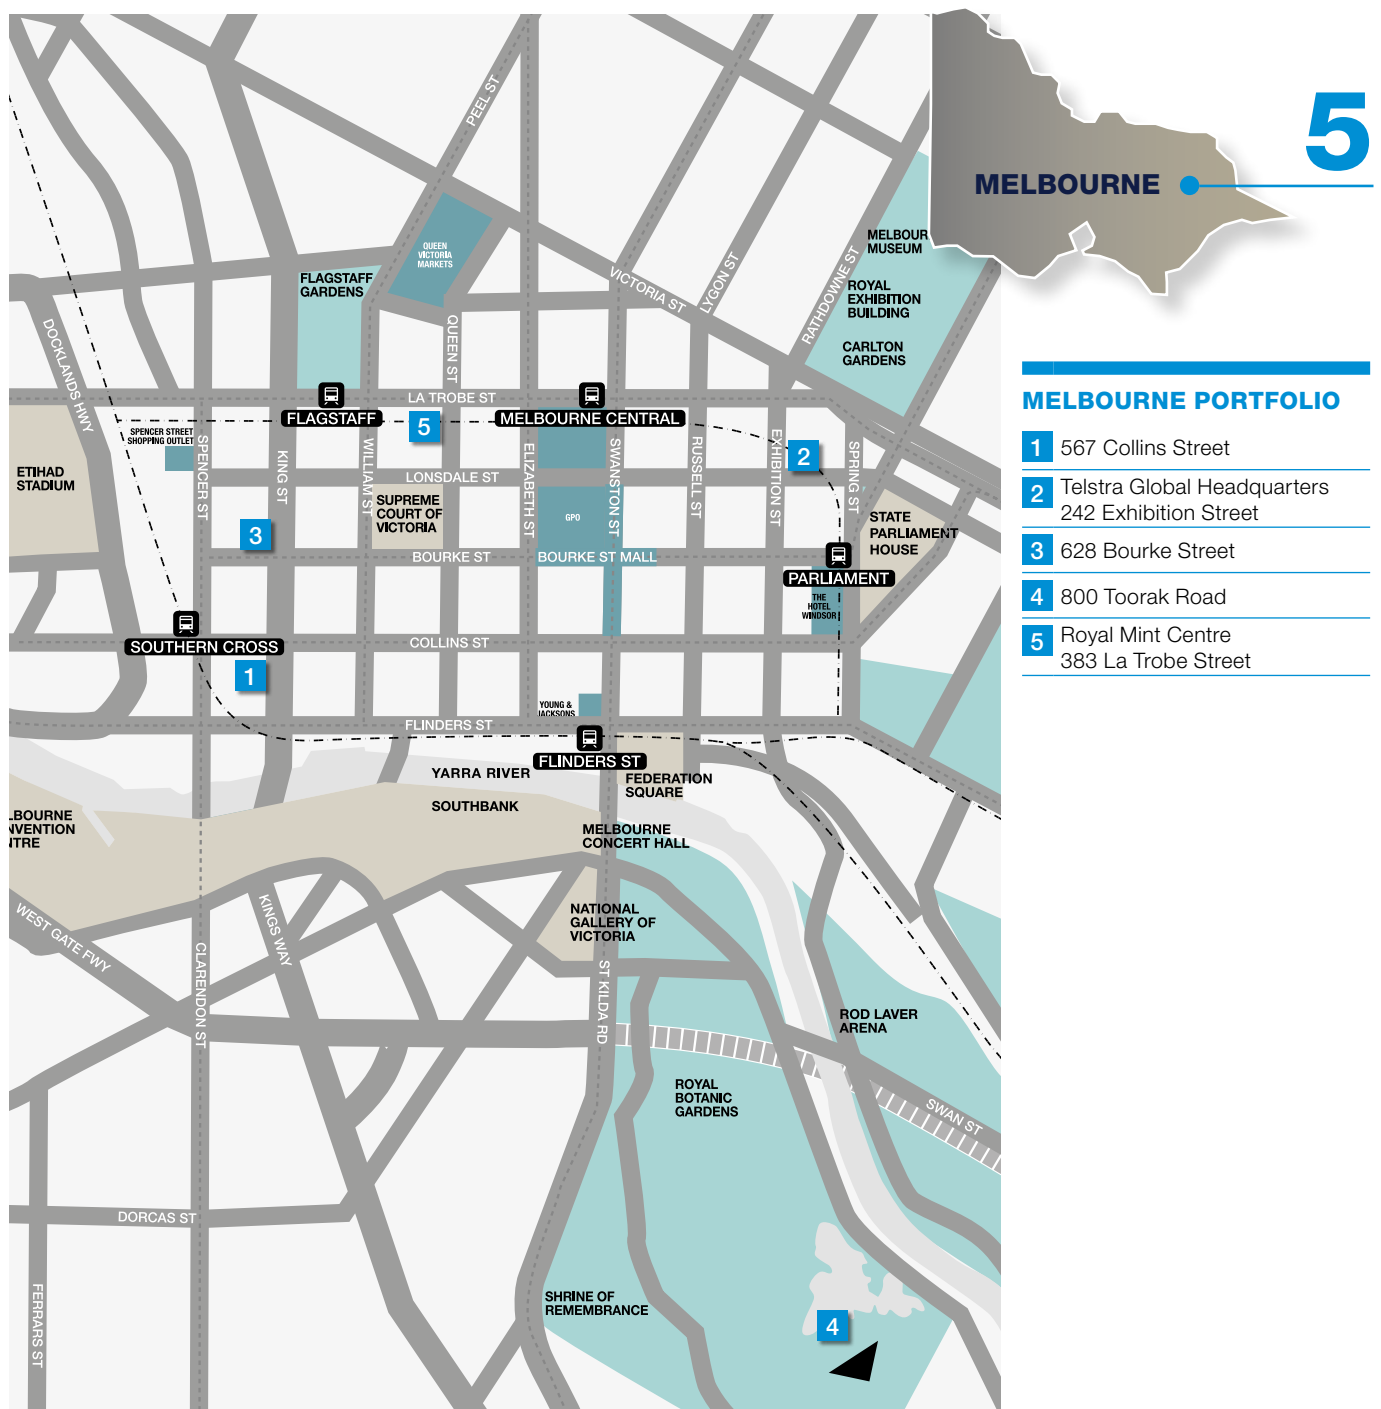 5
MELBOURNE
PEEL ST
QUEEN
VICTORIA
MARKETS
FLAGSTAFF
GARDENS
VICTORIA ST
LYGON ST
RATHDOWNE ST
MELBOUR
MUSEUM
ROYAL
EXHIBITION
BUILDING
CARLTON
GARDENS
DOCKLANDS HWY
QUEEN ST
LA TROBE ST
FLAGSTAFF
5
MELBOURNE CENTRAL
SPENCER STREET
SHOPPING OUTLET
SPENCER ST
KING ST
WILLIAM ST
ELIZABETH ST
SWANSTON ST
RUSSELL ST
EXHIBITION ST
SPRING ST
2
ETIHAD
STADIUM
LONSDALE ST
SUPREME
COURT OF
VICTORIA
GPO
STATE
PARLIAMENT
HOUSE
3
BOURKE ST
BOURKE ST MALL
PARLIAMENT
THE
HOTEL
WINDSOR
SOUTHERN CROSS
COLLINS ST
1
YOUNG &
JACKSONS
FLINDERS ST
FLINDERS ST
YARRA RIVER
SOUTHBANK
FEDERATION
SQUARE
LBOURNE
NVENTION
NTRE
MELBOURNE
CONCERT HALL
WEST GATE FWY
KINGS WAY
CLARENDON ST
NATIONAL
GALLERY OF
VICTORIA
ST KILDA RD
ROD LAVER
ARENA
ROYAL
BOTANIC
GARDENS
SWAN ST
DORCAS ST
FERRARS ST
SHRINE OF
REMEMBRANCE
4
MELBOURNE PORTFOLIO
1 567 Collins Street
2 Telstra Global Headquarters
242 Exhibition Street
3 628 Bourke Street
4 800 Toorak Road
5 Royal Mint Centre
383 La Trobe Street